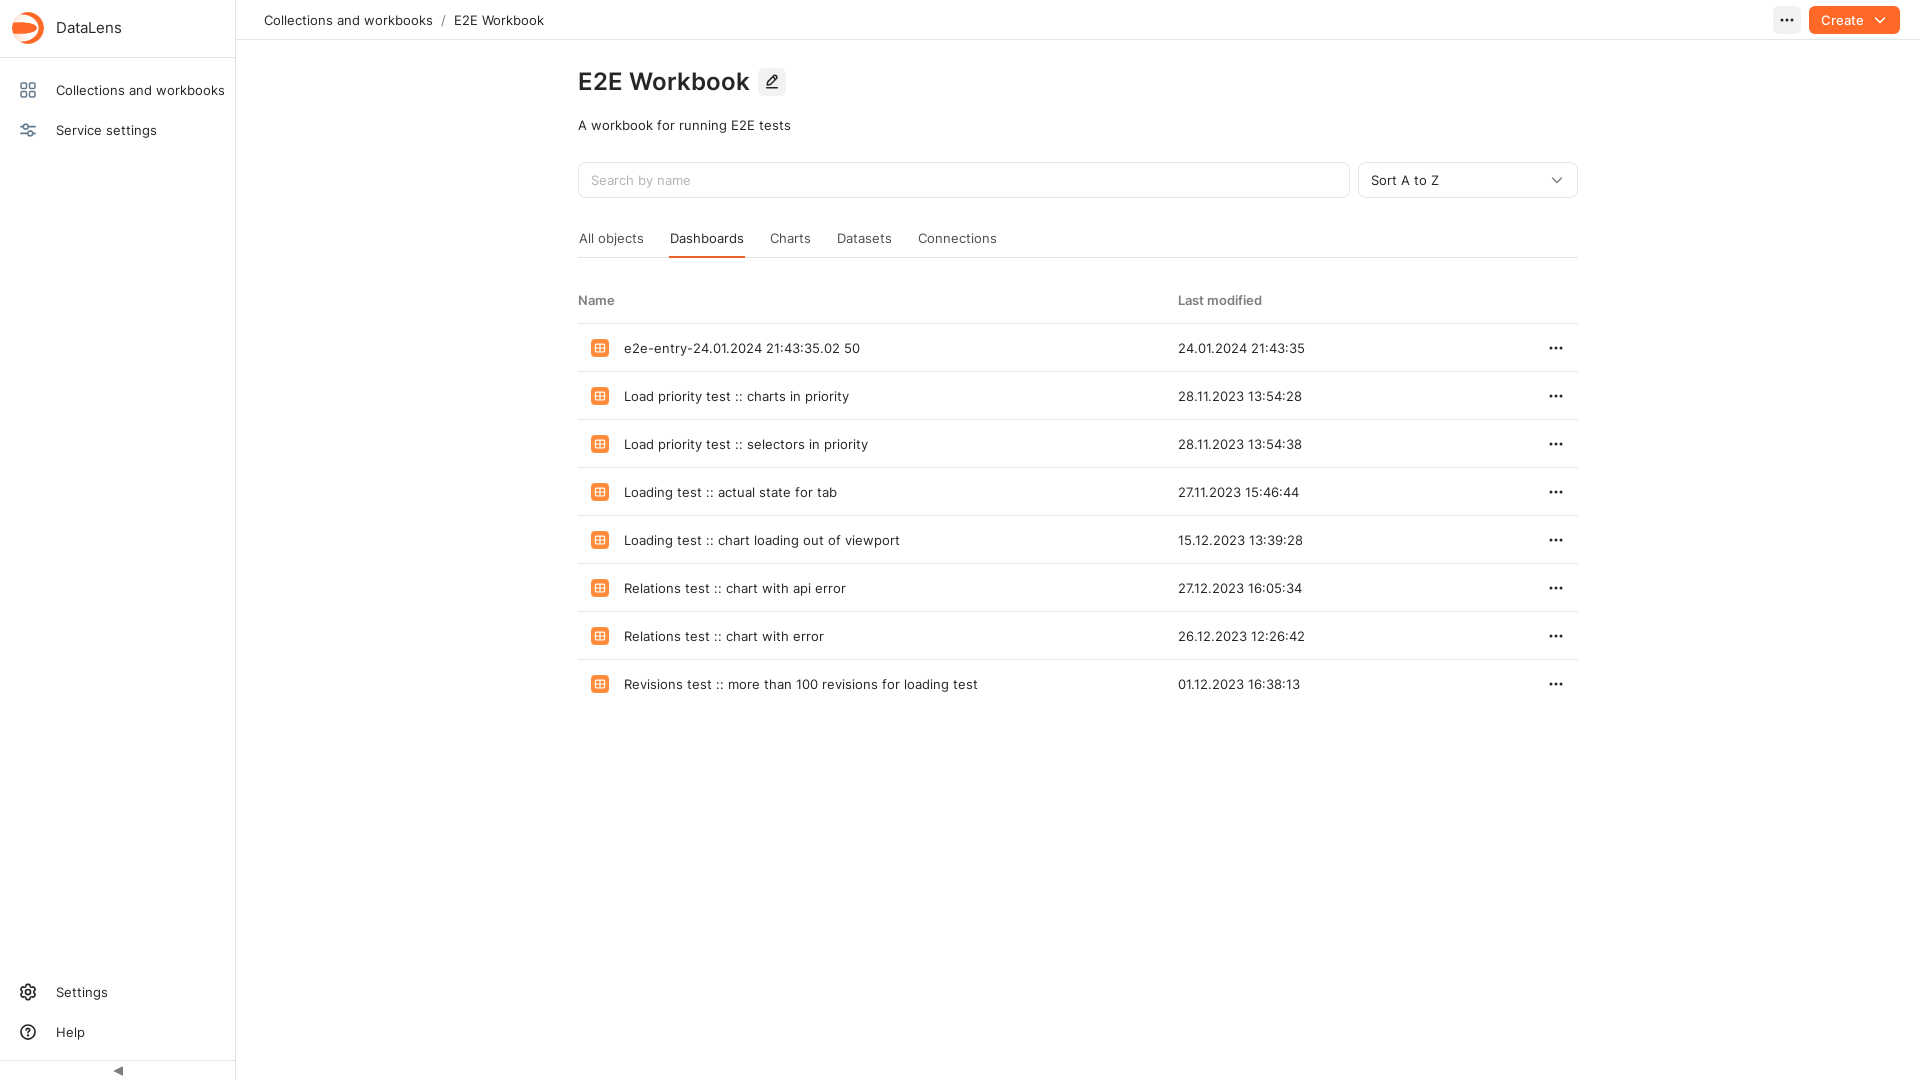 DataLens
Collections and workbooks / E2E Workbook
Create
Collections and workbooks
Service settings
E2E Workbook
A workbook for running E2E tests
Search by name
Sort A to Z
All objects Dashboards Charts Datasets Connections
Name Last modified
e2e-entry-24.01.2024 21:43:35.02 50 24.01.2024 21:43:35
Load priority test :: charts in priority 28.11.2023 13:54:28
Load priority test :: selectors in priority 28.11.2023 13:54:38
Loading test :: actual state for tab 27.11.2023 15:46:44
Loading test :: chart loading out of viewport 15.12.2023 13:39:28
Relations test :: chart with api error 27.12.2023 16:05:34
Relations test :: chart with error 26.12.2023 12:26:42
Revisions test :: more than 100 revisions for loading test 01.12.2023 16:38:13
Settings
Help